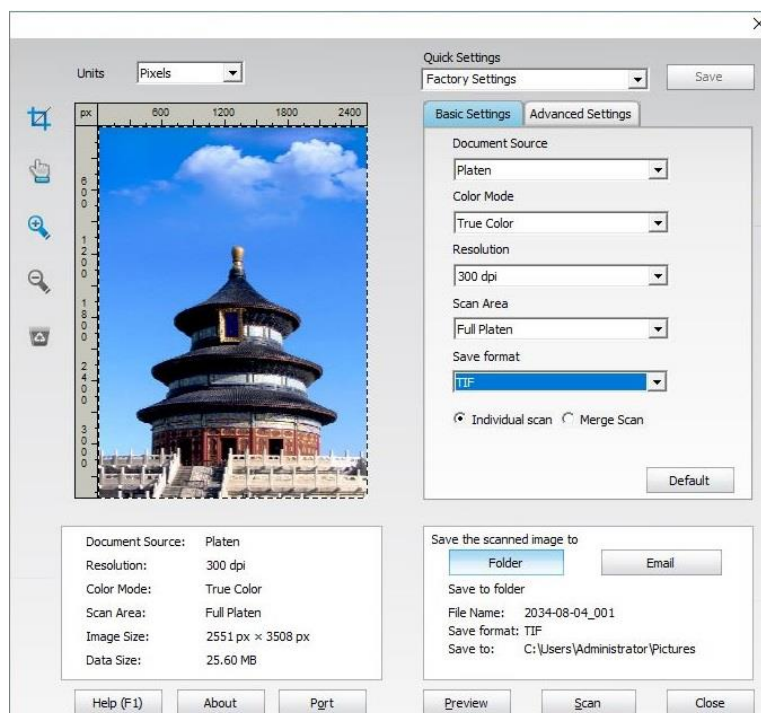 Quick Settings
Units Pixels
Factory Settings Save
px 600 1200 1800 2400
Basic Settings Advanced Settings
Document Source
Platen
Color Mode
True Color
Resolution
300 dpi
Scan Area
Full Platen
Save format
TIF
Individual scan Merge Scan
Default
600
1200
1800
2400
3000
Document Source: Platen
Resolution: 300 dpi
Color Mode: True Color
Scan Area: Full Platen
Image Size: 2551 px × 3508 px
Data Size: 25.60 MB
Save the scanned image to
Folder Email
Save to folder
File Name: 2034-08-04_001
Save format: TIF
Save to: C:\Users\Administrator\Pictures
Help (F1) About Port Preview Scan Close